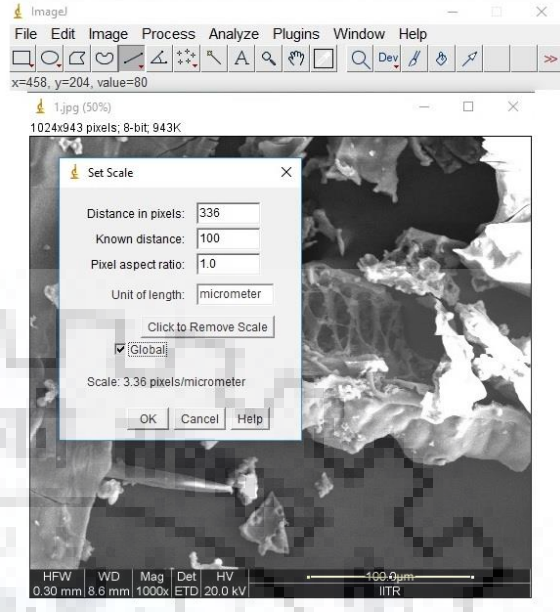 ImageJ
File Edit Image Process Analyze Plugins Window Help
A Dev >>
x=458, y=204, value=80
1.jpg (50%)
1024x943 pixels; 8-bit; 943K
Set Scale
Distance in pixels: 336
Known distance: 100
Pixel aspect ratio: 1.0
Unit of length: micrometer
Click to Remove Scale
Global
Scale: 3.36 pixels/micrometer
OK Cancel Help
HFW WD Mag Det HV 100.0µm
0.30 mm 8.6 mm 1000x ETD 20.0 kV IITR